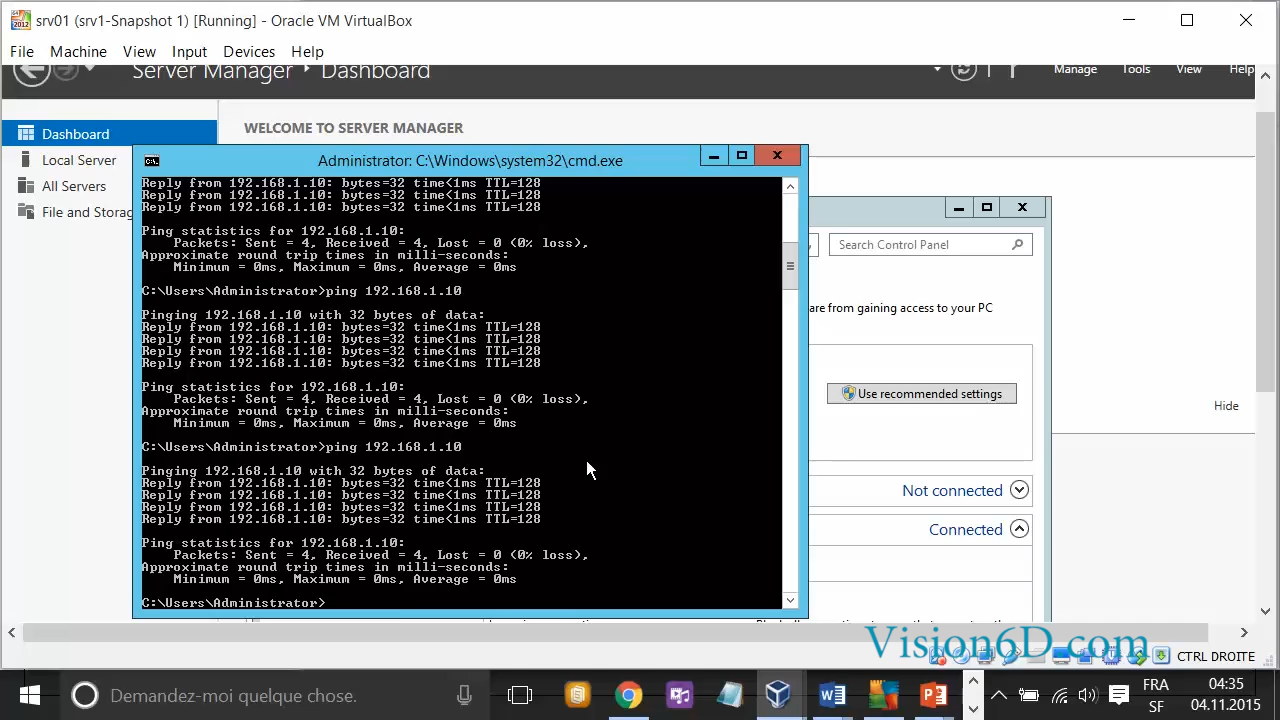 srv01 (srv1-Snapshot 1) [Running] - Oracle VM VirtualBox
File Machine View Input Devices Help
Server Manager Dashboard
Manage Tools View Help
Dashboard
WELCOME TO SERVER MANAGER
Local Server
All Servers
File and Storag
Administrator: C:\Windows\system32\cmd.exe
Reply from 192.168.1.10: bytes=32 time<1ms TTL=128
Reply from 192.168.1.10: bytes=32 time<1ms TTL=128
Reply from 192.168.1.10: bytes=32 time<1ms TTL=128
Ping statistics for 192.168.1.10:
Packets: Sent = 4, Received = 4, Lost = 0 (0% loss),
Approximate round trip times in milli-seconds:
Minimum = 0ms, Maximum = 0ms, Average = 0ms
C:\Users\Administrator>ping 192.168.1.10
Pinging 192.168.1.10 with 32 bytes of data:
Reply from 192.168.1.10: bytes=32 time<1ms TTL=128
Reply from 192.168.1.10: bytes=32 time<1ms TTL=128
Reply from 192.168.1.10: bytes=32 time<1ms TTL=128
Reply from 192.168.1.10: bytes=32 time<1ms TTL=128
Ping statistics for 192.168.1.10:
Packets: Sent = 4, Received = 4, Lost = 0 (0% loss),
Approximate round trip times in milli-seconds:
Minimum = 0ms, Maximum = 0ms, Average = 0ms
C:\Users\Administrator>ping 192.168.1.10
Pinging 192.168.1.10 with 32 bytes of data:
Reply from 192.168.1.10: bytes=32 time<1ms TTL=128
Reply from 192.168.1.10: bytes=32 time<1ms TTL=128
Reply from 192.168.1.10: bytes=32 time<1ms TTL=128
Reply from 192.168.1.10: bytes=32 time<1ms TTL=128
Ping statistics for 192.168.1.10:
Packets: Sent = 4, Received = 4, Lost = 0 (0% loss),
Approximate round trip times in milli-seconds:
Minimum = 0ms, Maximum = 0ms, Average = 0ms
C:\Users\Administrator>
Search Control Panel
are from gaining access to your PC
Use recommended settings
Hide
Not connected
Connected
Vision6D.com
CTRL DROITE
Demandez-moi quelque chose.
FRA
SF
04:35
04.11.2015